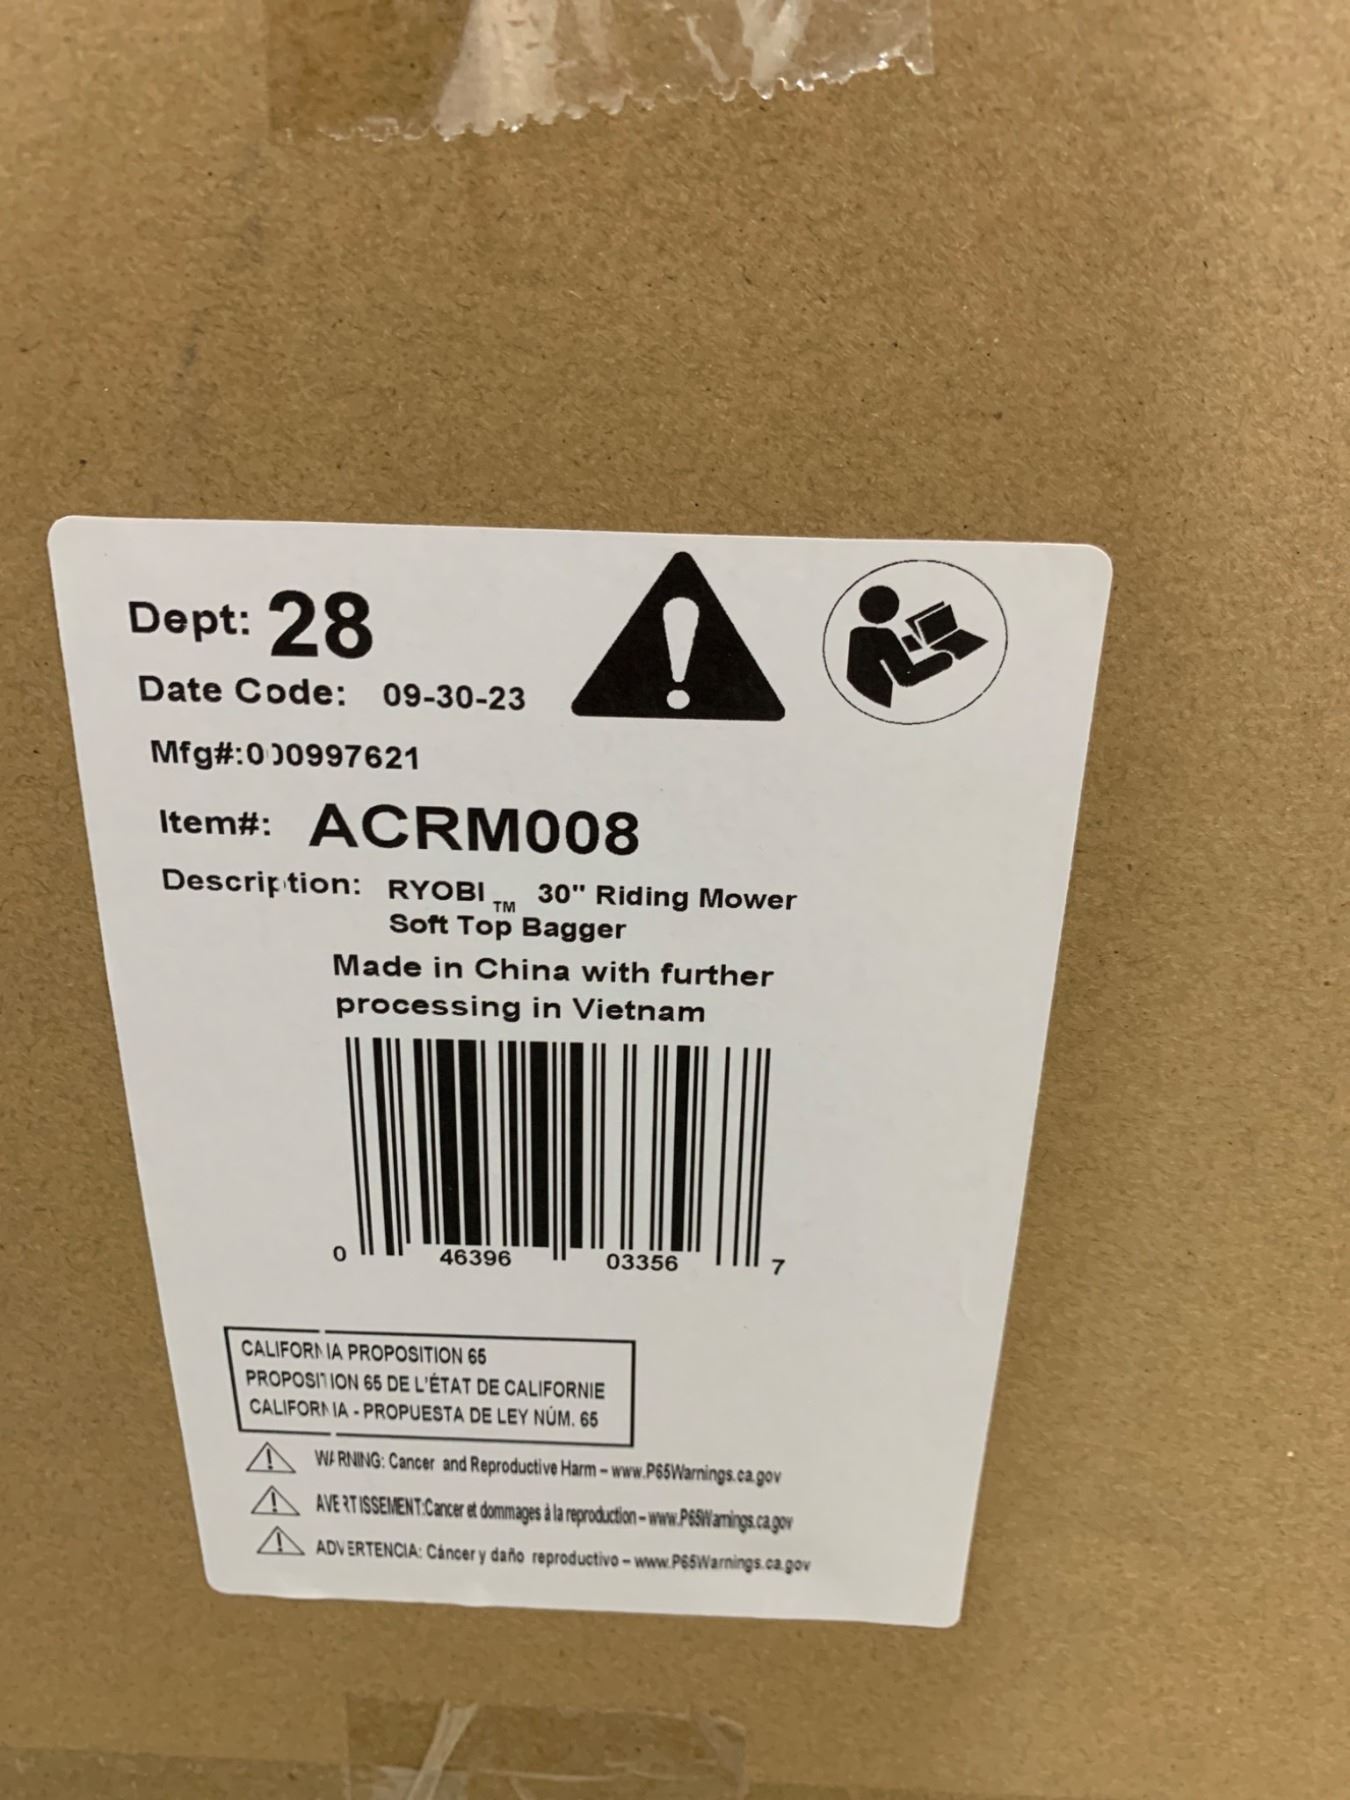 Dept: 28
Date Code: 09-30-23
Mfg#:000997621
Item#: ACRM008
Description: RYOBI™ 30" Riding Mower
Soft Top Bagger
Made in China with further
processing in Vietnam
0 46396 03356 7
CALIFORNIA PROPOSITION 65
PROPOSITION 65 DE L'ÉTAT DE CALIFORNIE
CALIFORNIA - PROPUESTA DE LEY NÚM. 65
WARNING: Cancer and Reproductive Harm – www.P65Warnings.ca.gov
AVERTISSEMENT:Cancer et dommages à la reproduction – www.P65Warnings.ca.gov
ADVERTENCIA: Cáncer y daño reproductivo – www.P65Warnings.ca.gov